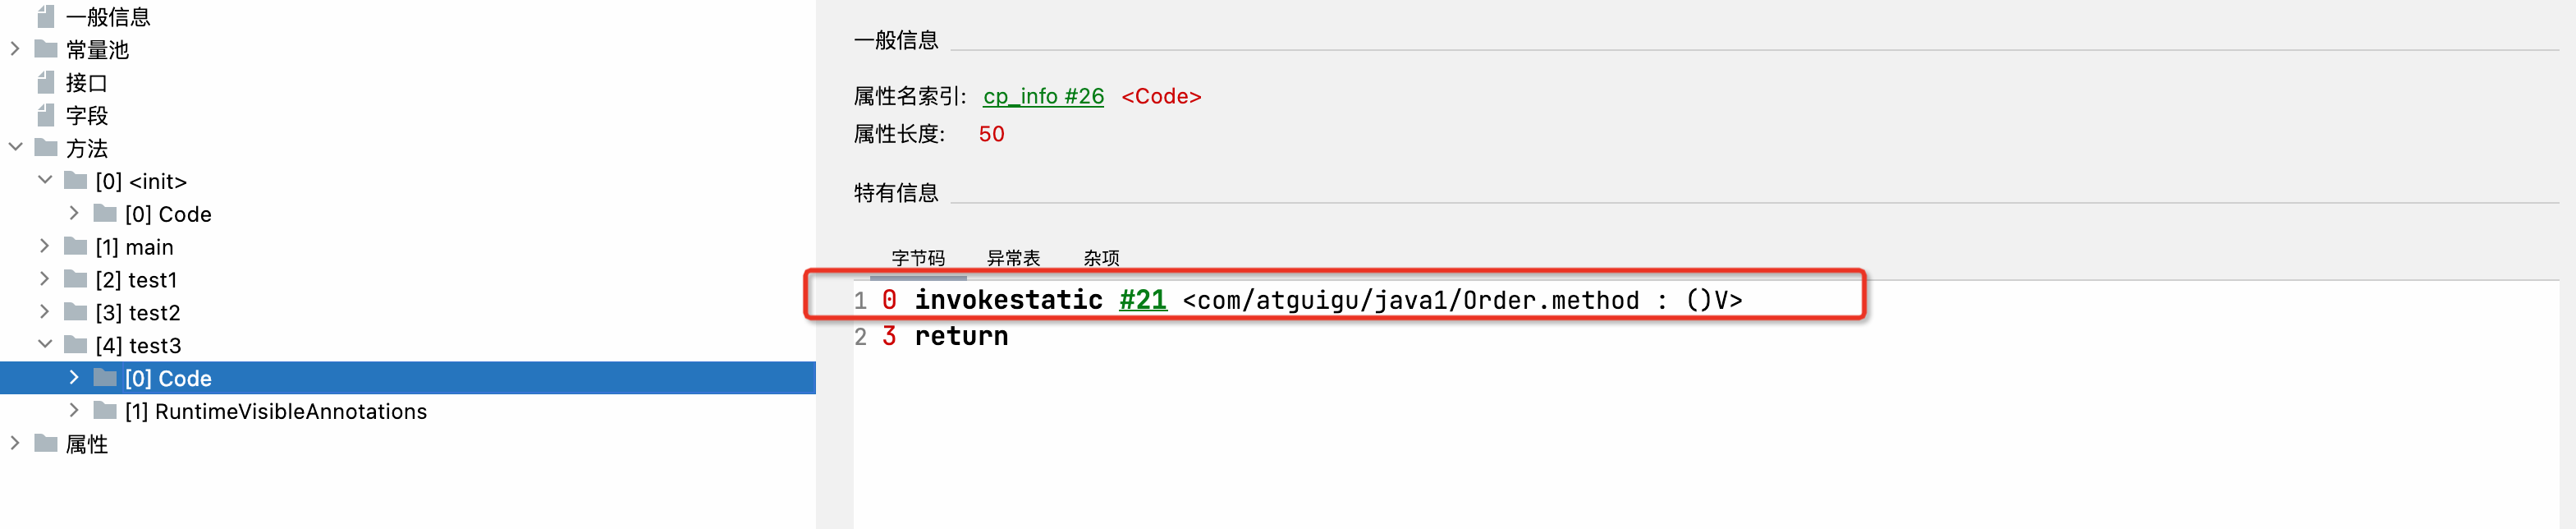 一般信息
常量池
接口
字段
方法
[0] <init>
[0] Code
[1] main
[2] test1
[3] test2
[4] test3
[0] Code
[1] RuntimeVisibleAnnotations
属性
一般信息
属性名索引: cp_info #26 <Code>
属性长度: 50
特有信息
字节码 异常表 杂项
1 0 invokestatic #21 <com/atguigu/java1/Order.method : ()V>
2 3 return